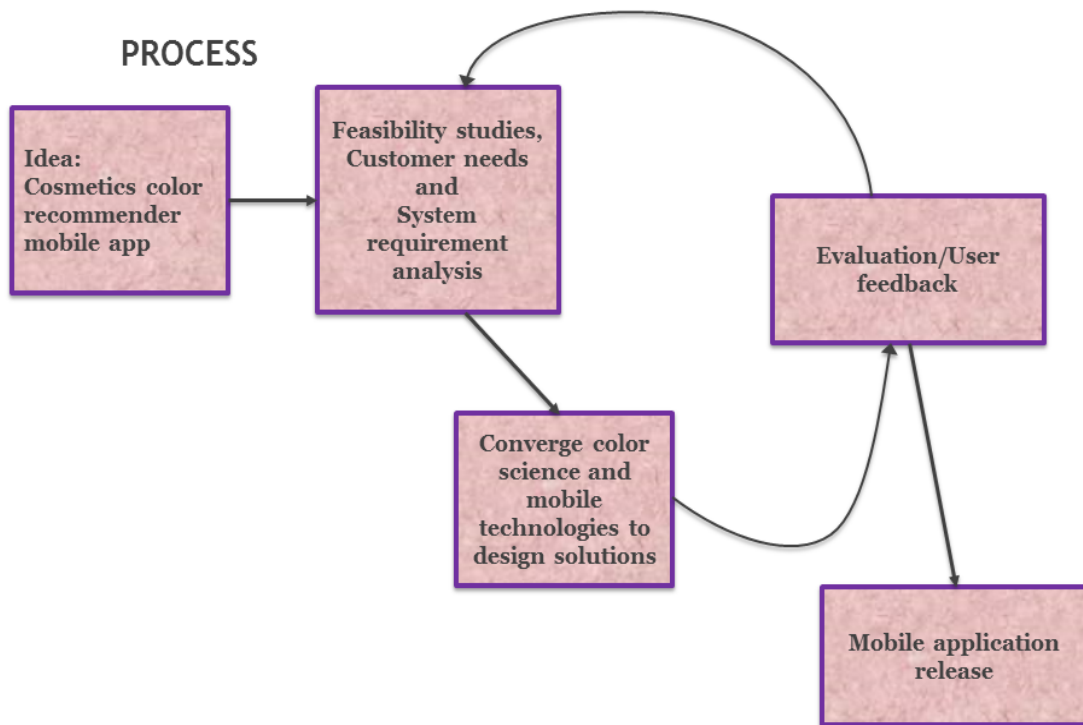 PROCESS
Idea:
Cosmetics color
recommender
mobile app
Feasibility studies,
Customer needs
and
System
requirement
analysis
Converge color
science and
mobile
technologies to
design solutions
Evaluation/User
feedback
Mobile application
release